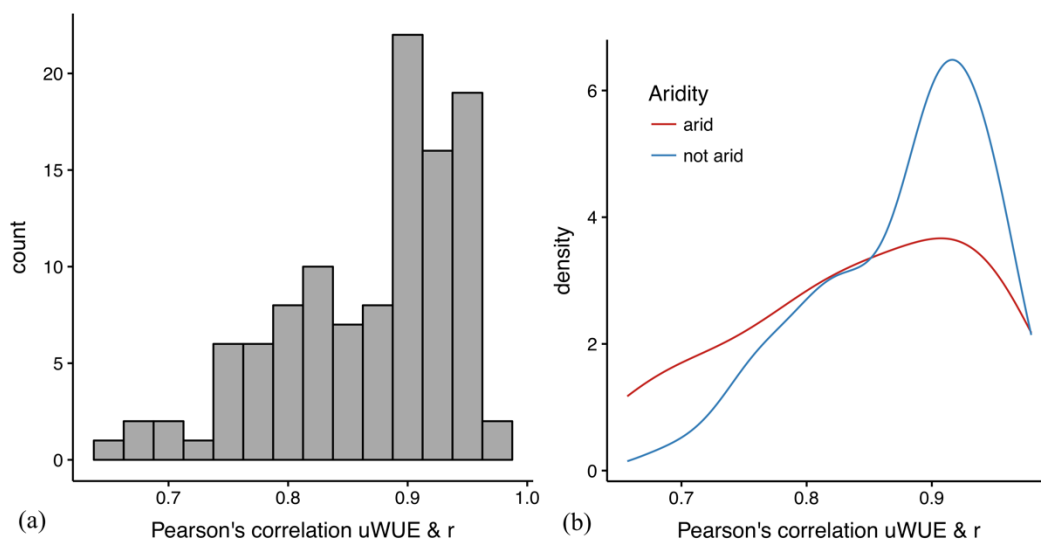 20
15
10
5
0
count
0.7 0.8 0.9 1.0
Pearson's correlation uWUE & r
(a)
6
4
2
0
density
Aridity
arid
not arid
0.7 0.8 0.9
Pearson's correlation uWUE & r
(b)